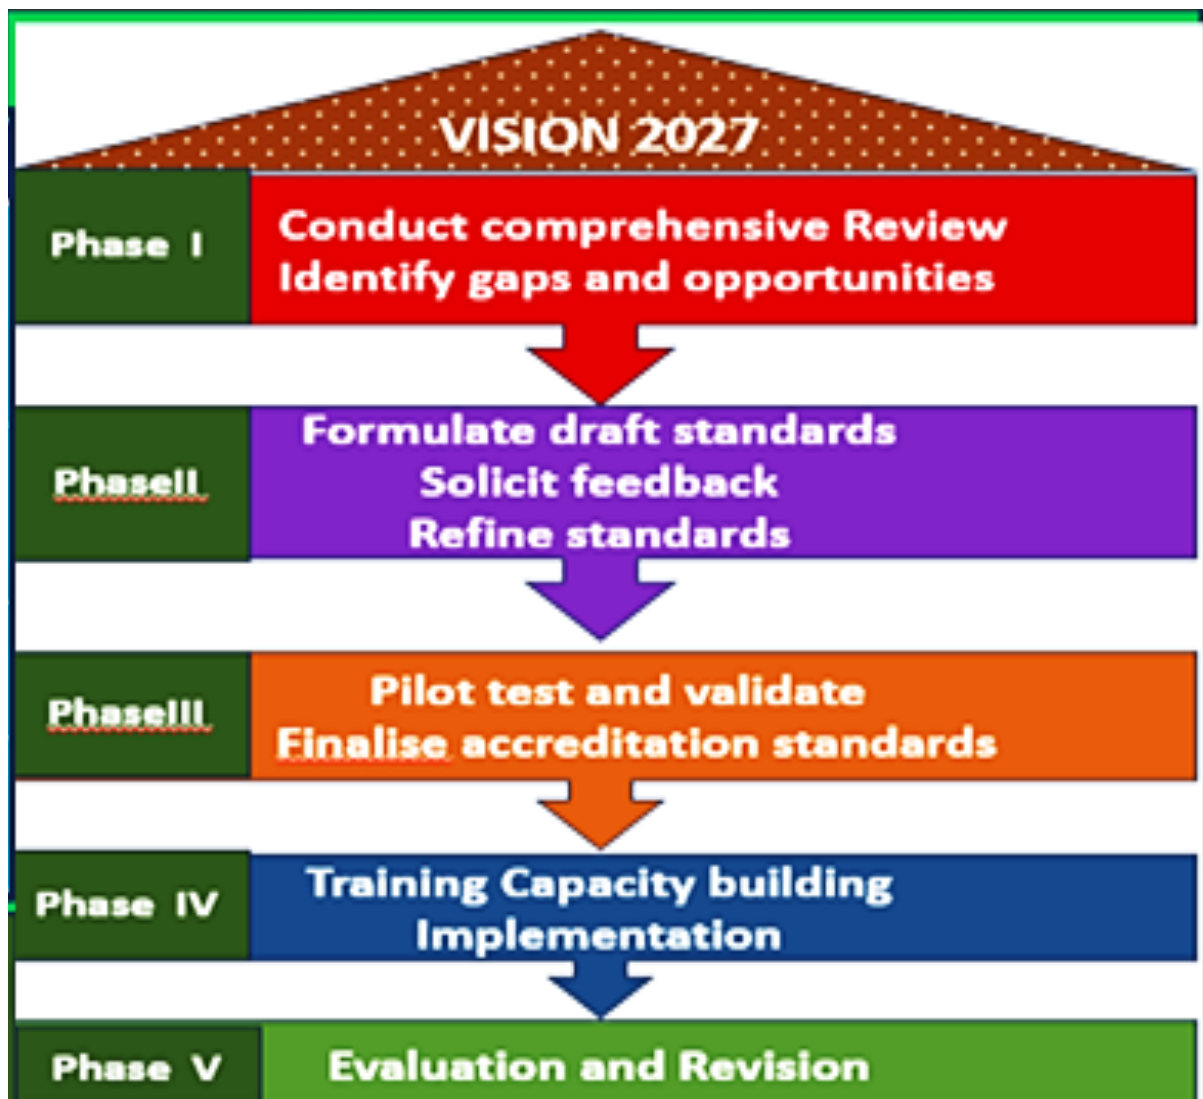 VISION 2027
Phase I
Conduct comprehensive Review
Identify gaps and opportunities
PhaseII
Formulate draft standards
Solicit feedback
Refine standards
PhaseIII
Pilot test and validate
Finalise accreditation standards
Phase IV
Training Capacity building
Implementation
Phase V
Evaluation and Revision